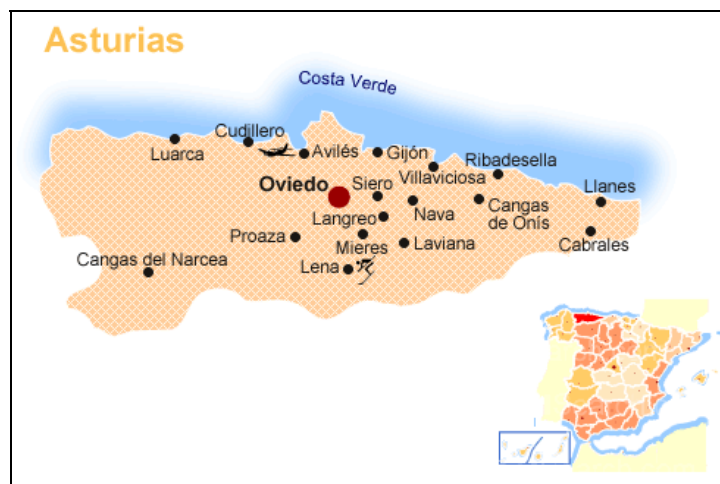 Asturias
Costa Verde
Cudillero
Luarca
Avilés
Gijón
Ribadesella
Villaviciosa
Oviedo
Siero
Llanes
Langreo
Nava
Cangas
de Onís
Proaza
Mieres
Laviana
Cabrales
Cangas del Narcea
Lena